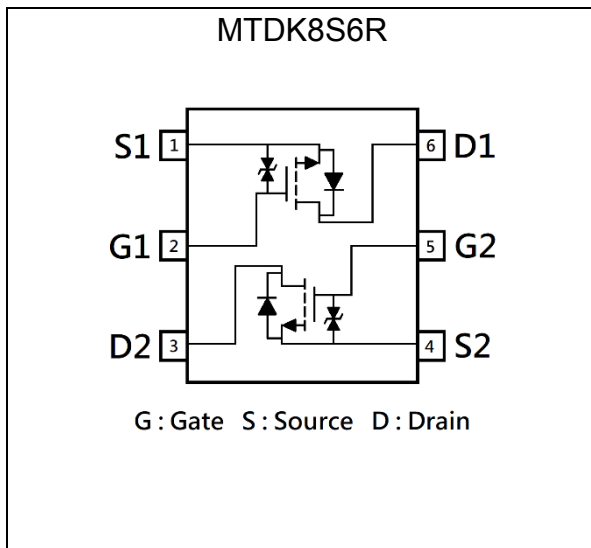 MTDK8S6R
S1 1 6 D1
G1 2 5 G2
D2 3 4 S2
G : Gate S : Source D : Drain